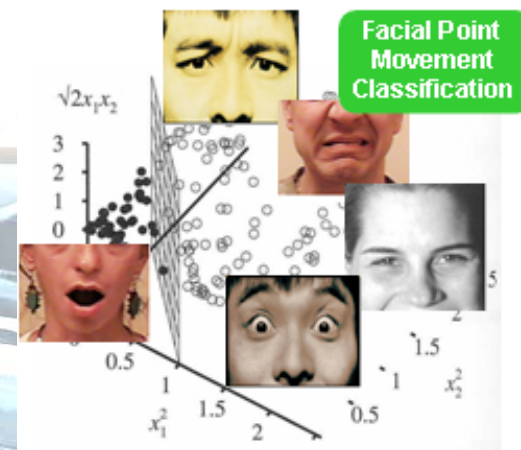 Facial Point
Movement
Classification
√2x₁x₂
3
2
1
0
0.5
1
1.5
2
x₁²
0.5
1
1.5
2
5
x₂²